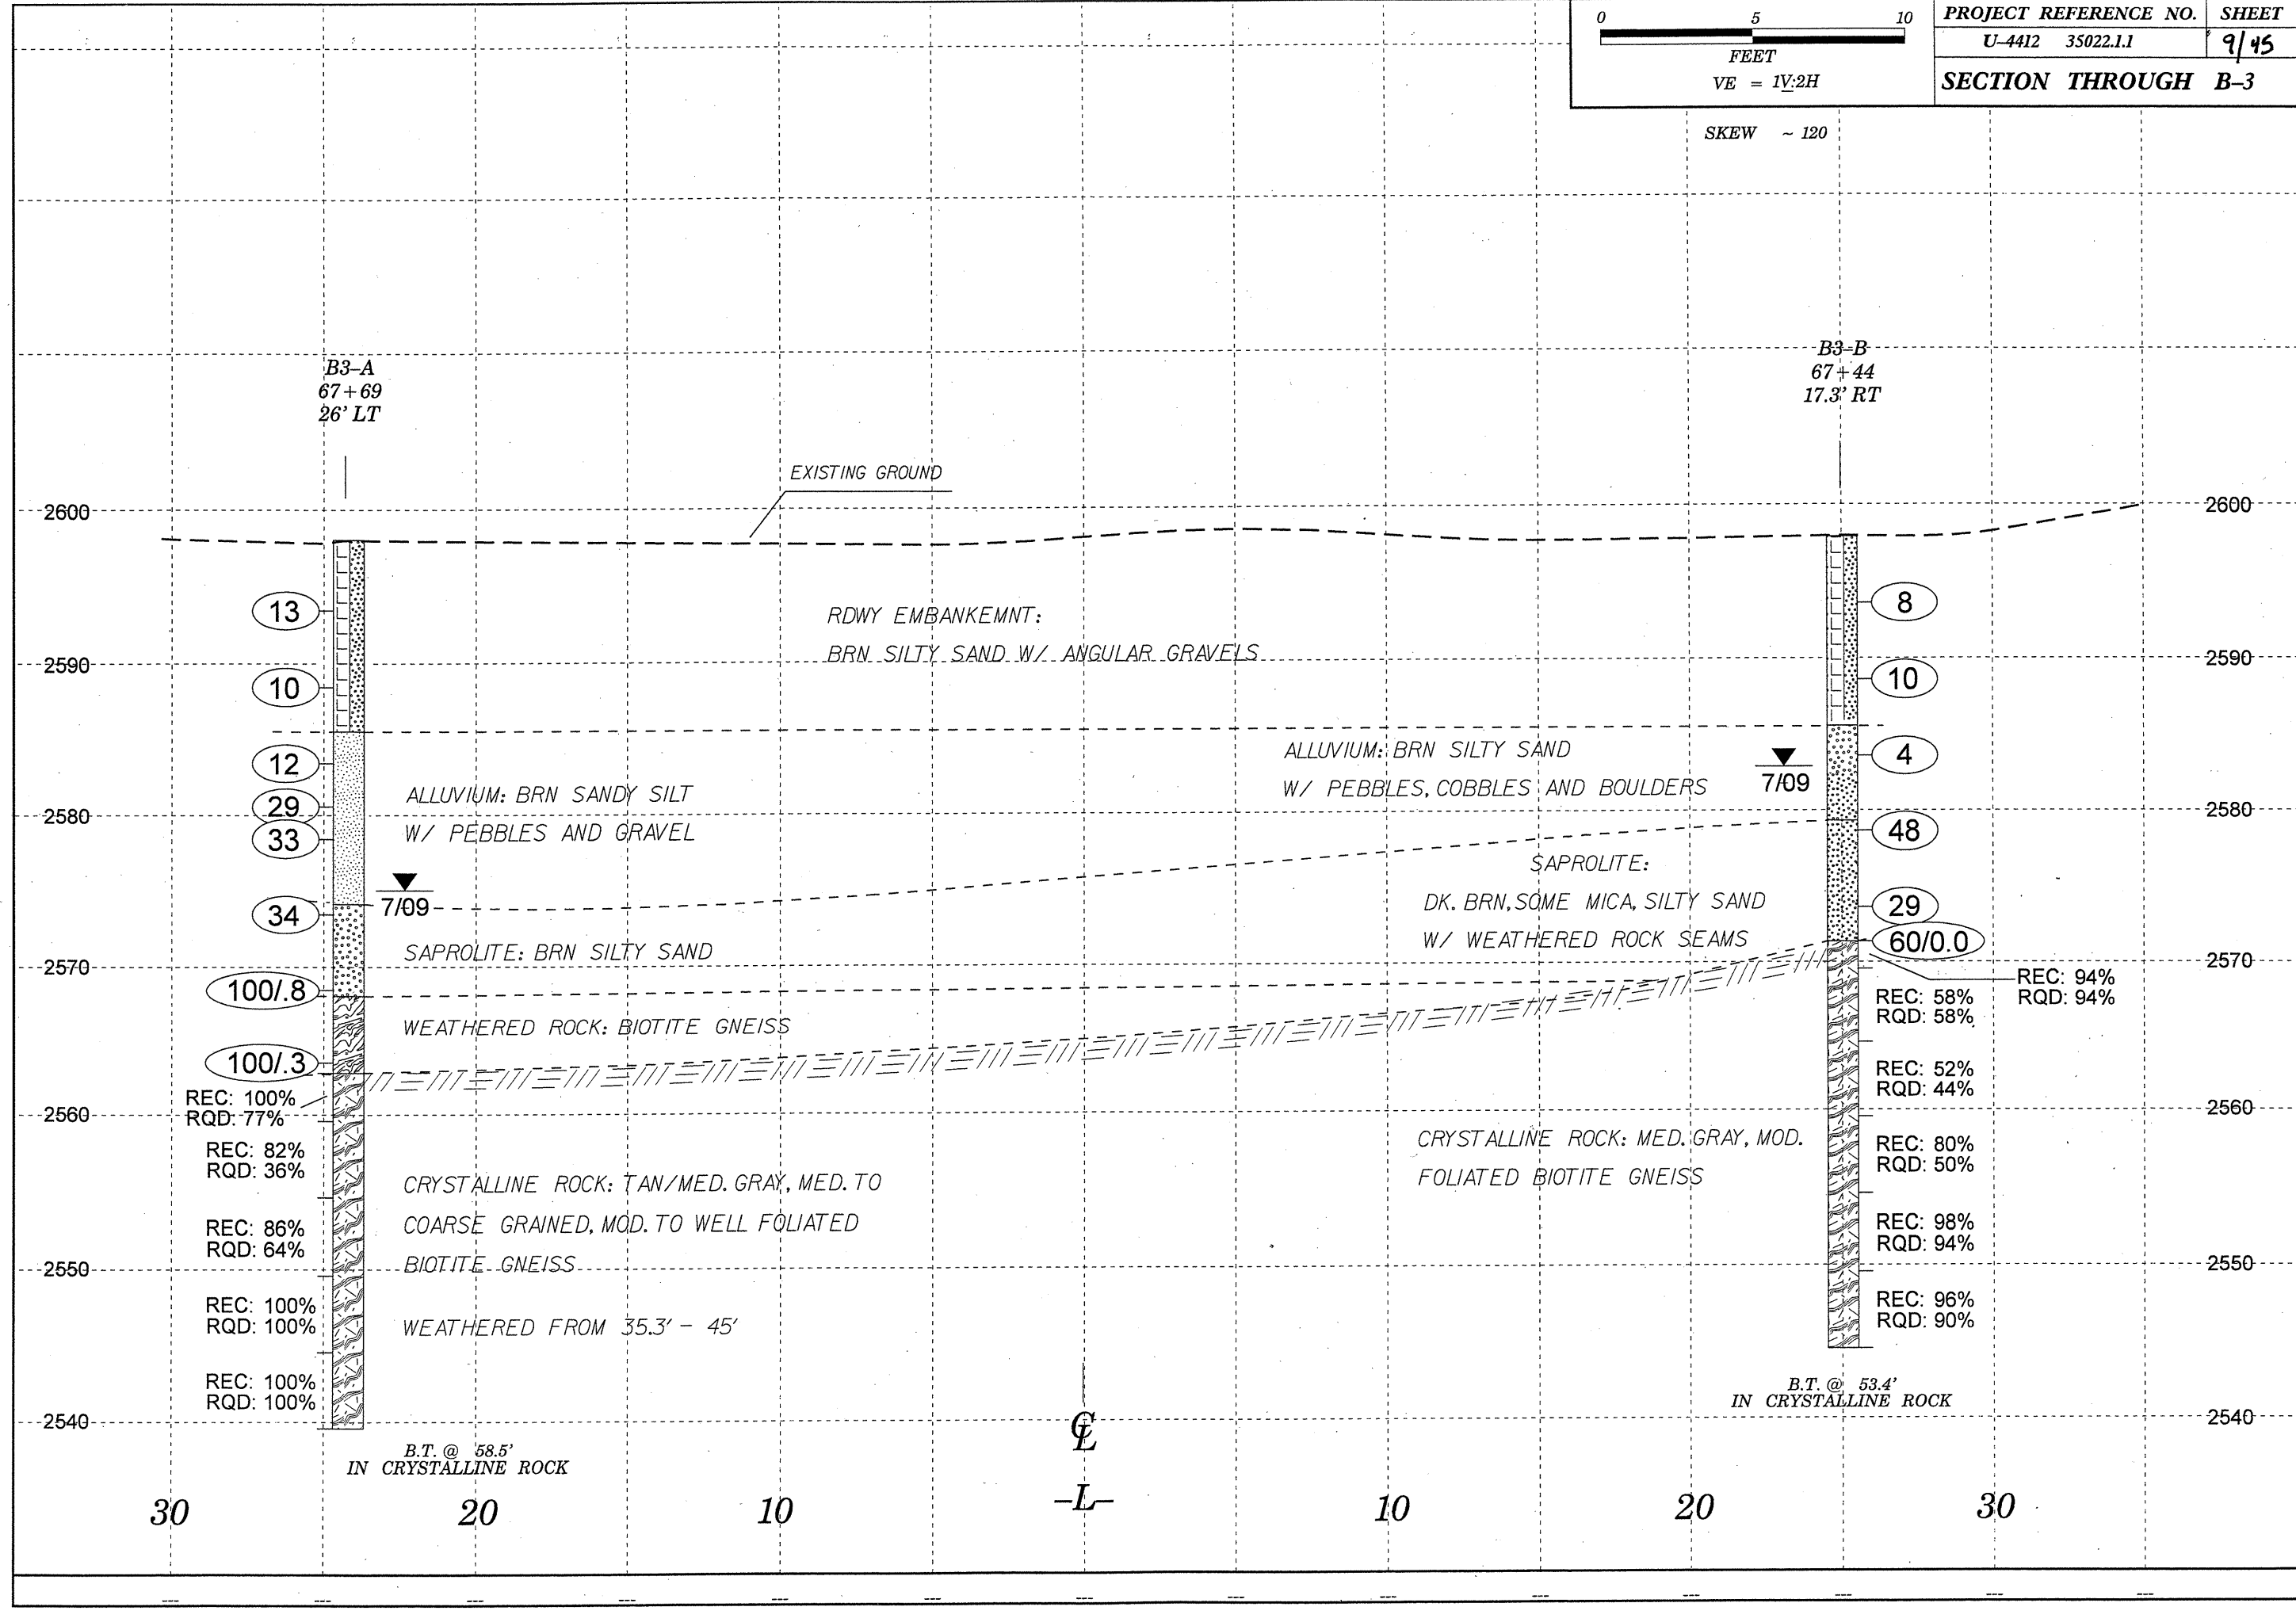 0 5 10
FEET
VE = 1V:2H
PROJECT REFERENCE NO. SHEET
U-4412 35022.1.1 9/45
SECTION THROUGH B-3
SKEW ~ 120
B3-A
67+69
26' LT
B3-B
67+44
17.3' RT
EXISTING GROUND
2600 2600
13
RDWY EMBANKEMNT:
BRN SILTY SAND W/ ANGULAR GRAVELS
8
2590 2590
10
10
12
ALLUVIUM: BRN SANDY SILT
W/ PEBBLES AND GRAVEL
ALLUVIUM: BRN SILTY SAND
W/ PEBBLES, COBBLES AND BOULDERS
7/09
4
29
2580 2580
33
48
SAPROLITE:
DK. BRN, SOME MICA, SILTY SAND
W/ WEATHERED ROCK SEAMS
7/09
34
29
SAPROLITE: BRN SILTY SAND
60/0.0
2570 2570
REC: 94%
RQD: 94%
100/.8
REC: 58%
RQD: 58%
WEATHERED ROCK: BIOTITE GNEISS
100/.3
REC: 52%
RQD: 44%
REC: 100%
RQD: 77%
2560 2560
REC: 82%
RQD: 36%
CRYSTALLINE ROCK: MED. GRAY, MOD.
FOLIATED BIOTITE GNEISS
REC: 80%
RQD: 50%
CRYSTALLINE ROCK: TAN/MED. GRAY, MED. TO
COARSE GRAINED, MOD. TO WELL FOLIATED
BIOTITE GNEISS
REC: 86%
RQD: 64%
REC: 98%
RQD: 94%
2550 2550
REC: 100%
RQD: 100%
WEATHERED FROM 35.3' - 45'
REC: 96%
RQD: 90%
REC: 100%
RQD: 100%
B.T. @ 53.4'
IN CRYSTALLINE ROCK
2540 2540
B.T. @ 58.5'
IN CRYSTALLINE ROCK
CL
30 20 10 -L- 10 20 30